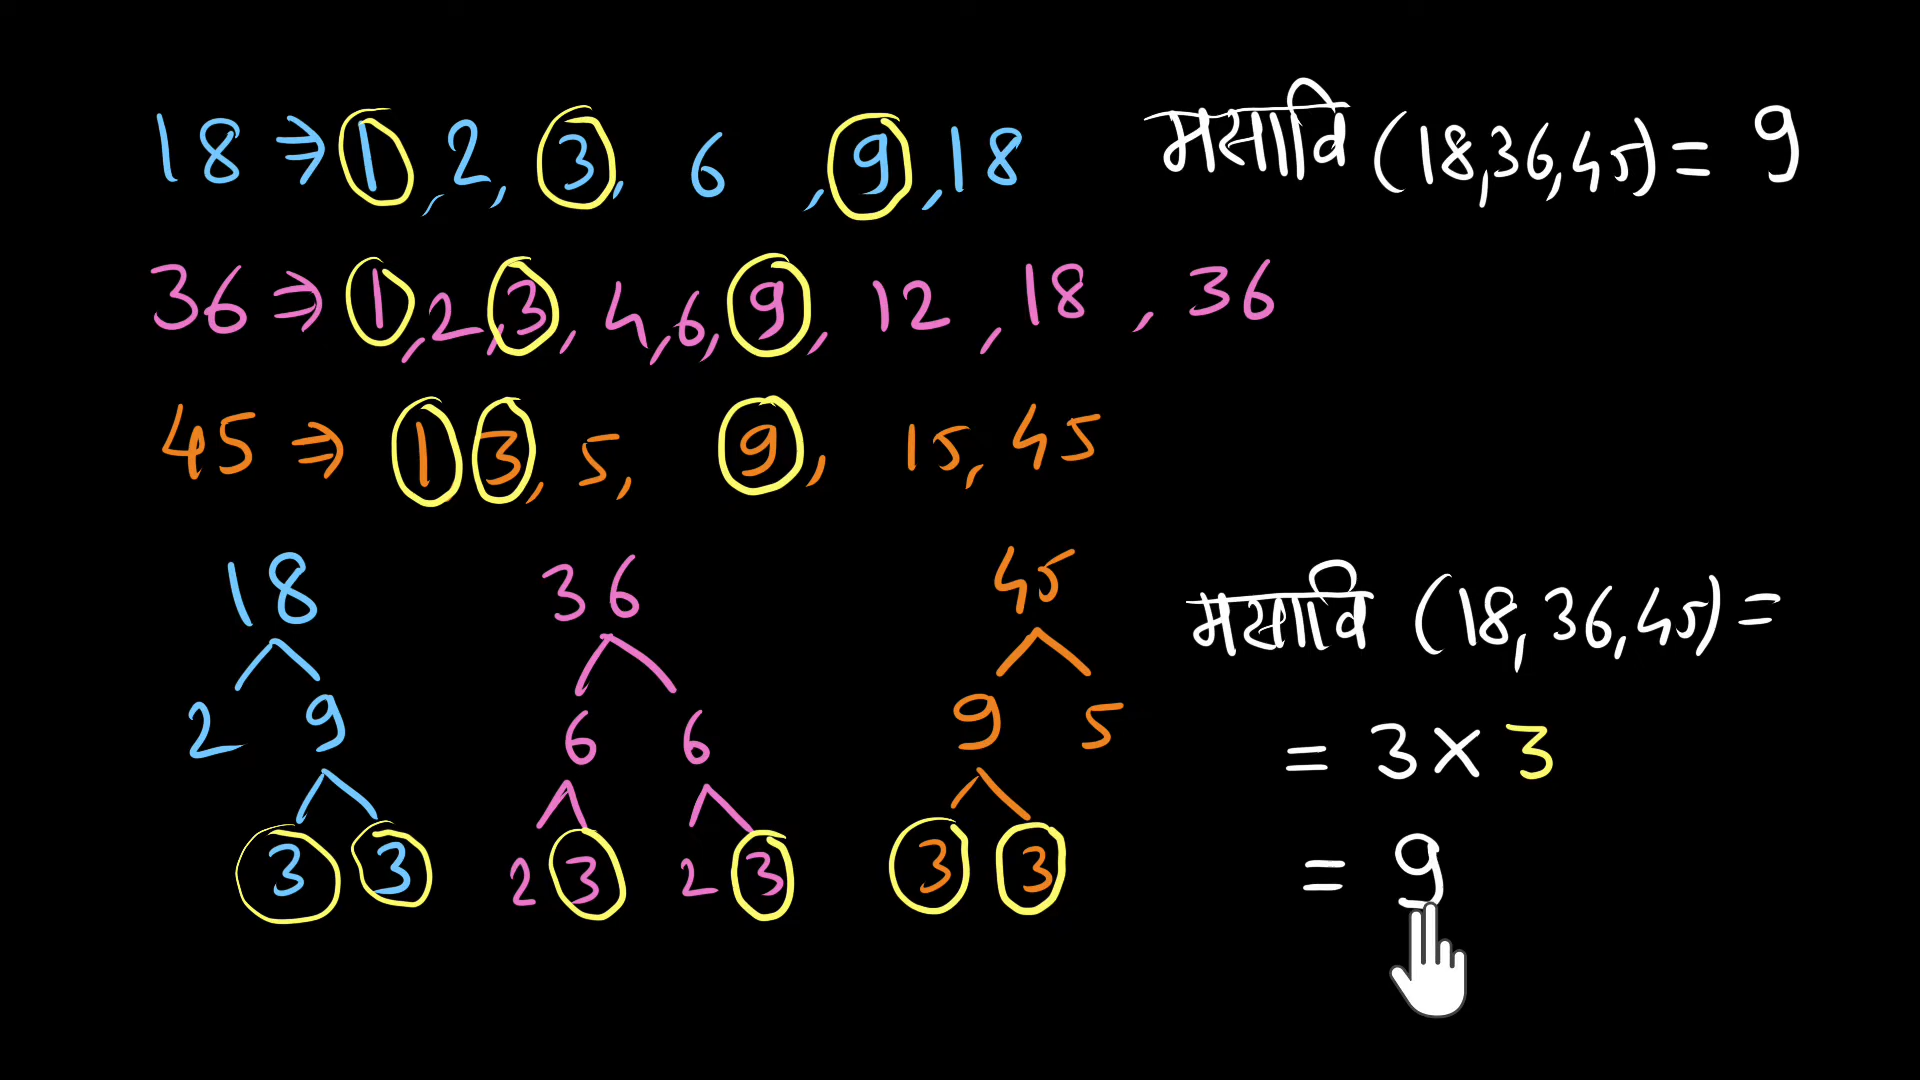 18 ⇒ 1, 2, 3, 6, 9, 18
मसावि (18,36,45) = 9
36 ⇒ 1, 2, 3, 4, 6, 9, 12, 18, 36
45 ⇒ 1 3, 5, 9, 15, 45
18
2 9
3 3
36
6 6
2 3 2 3
45
9 5
3 3
मसावि (18, 36, 45) =
= 3 × 3
= 9